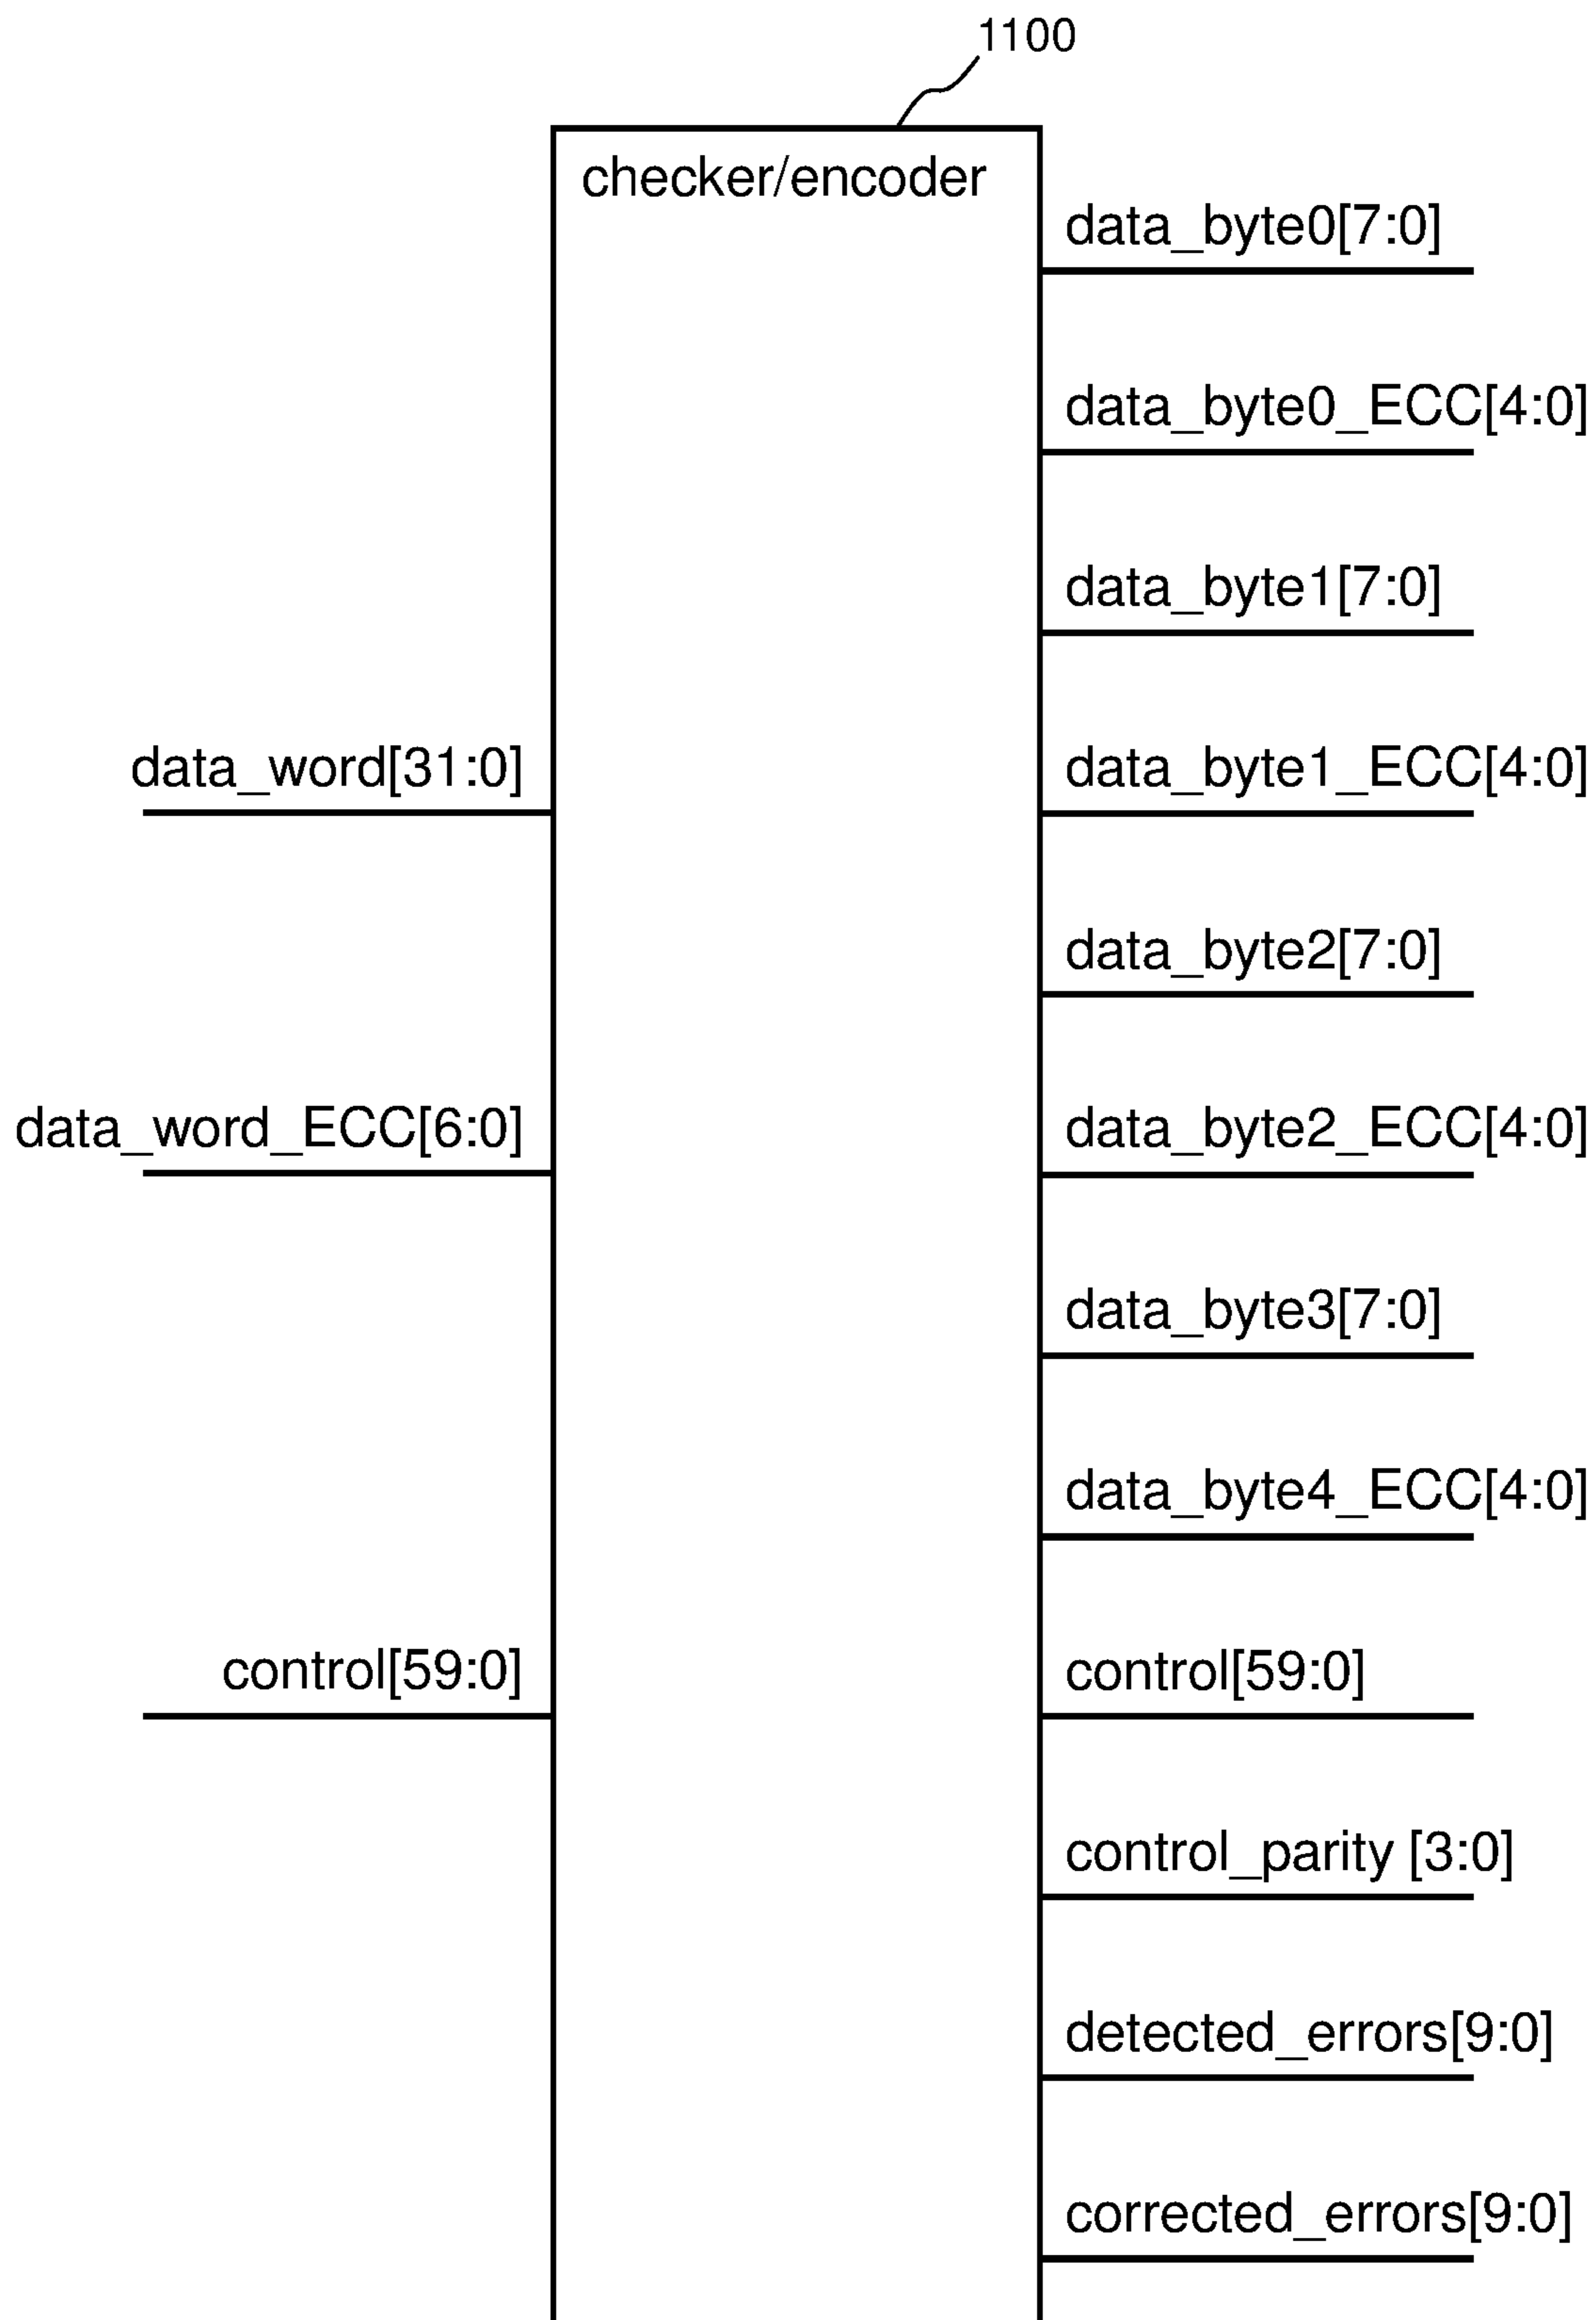 1100
checker/encoder
data_byte0[7:0]
data_byte0_ECC[4:0]
data_byte1[7:0]
data_word[31:0]
data_byte1_ECC[4:0]
data_byte2[7:0]
data_word_ECC[6:0]
data_byte2_ECC[4:0]
data_byte3[7:0]
data_byte4_ECC[4:0]
control[59:0]
control[59:0]
control_parity [3:0]
detected_errors[9:0]
corrected_errors[9:0]